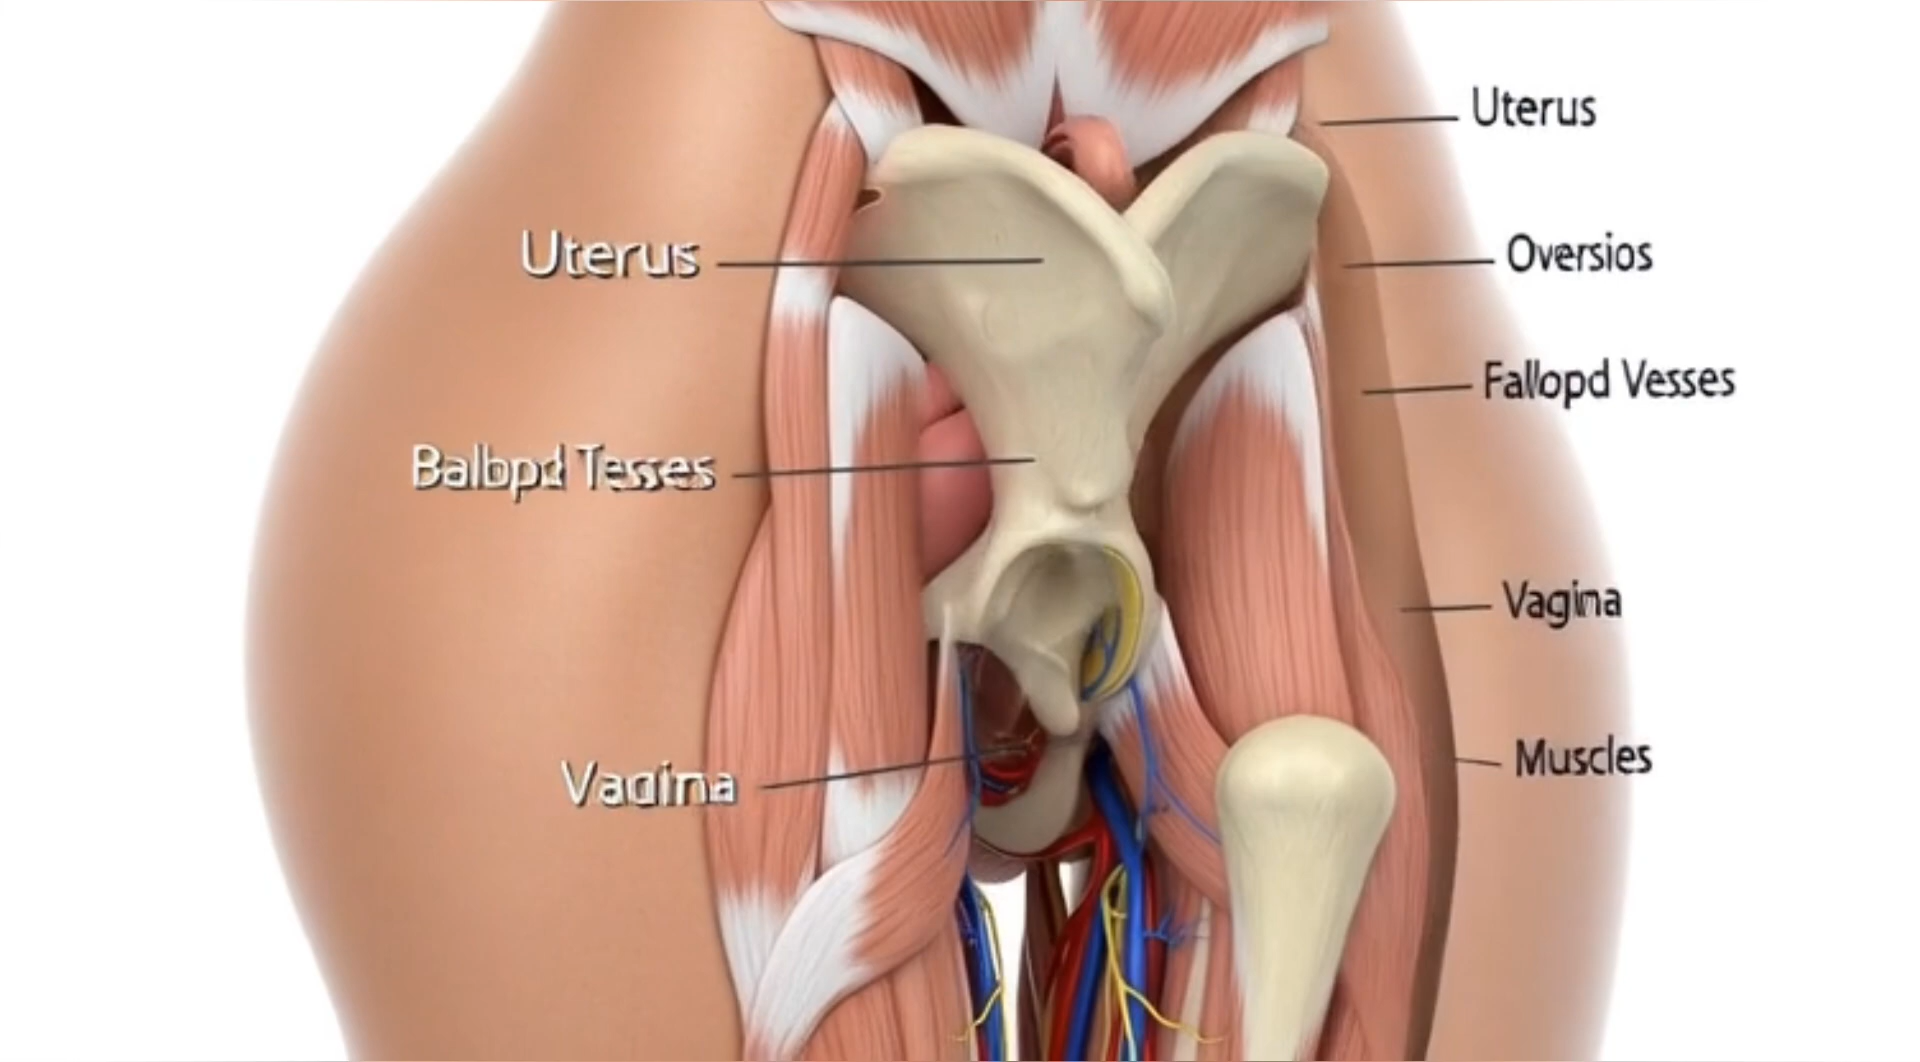 Uterus
Uterus
Oversios
Fallopd Vesses
Balbpd Tesses
Vagina
Muscles
Vadina